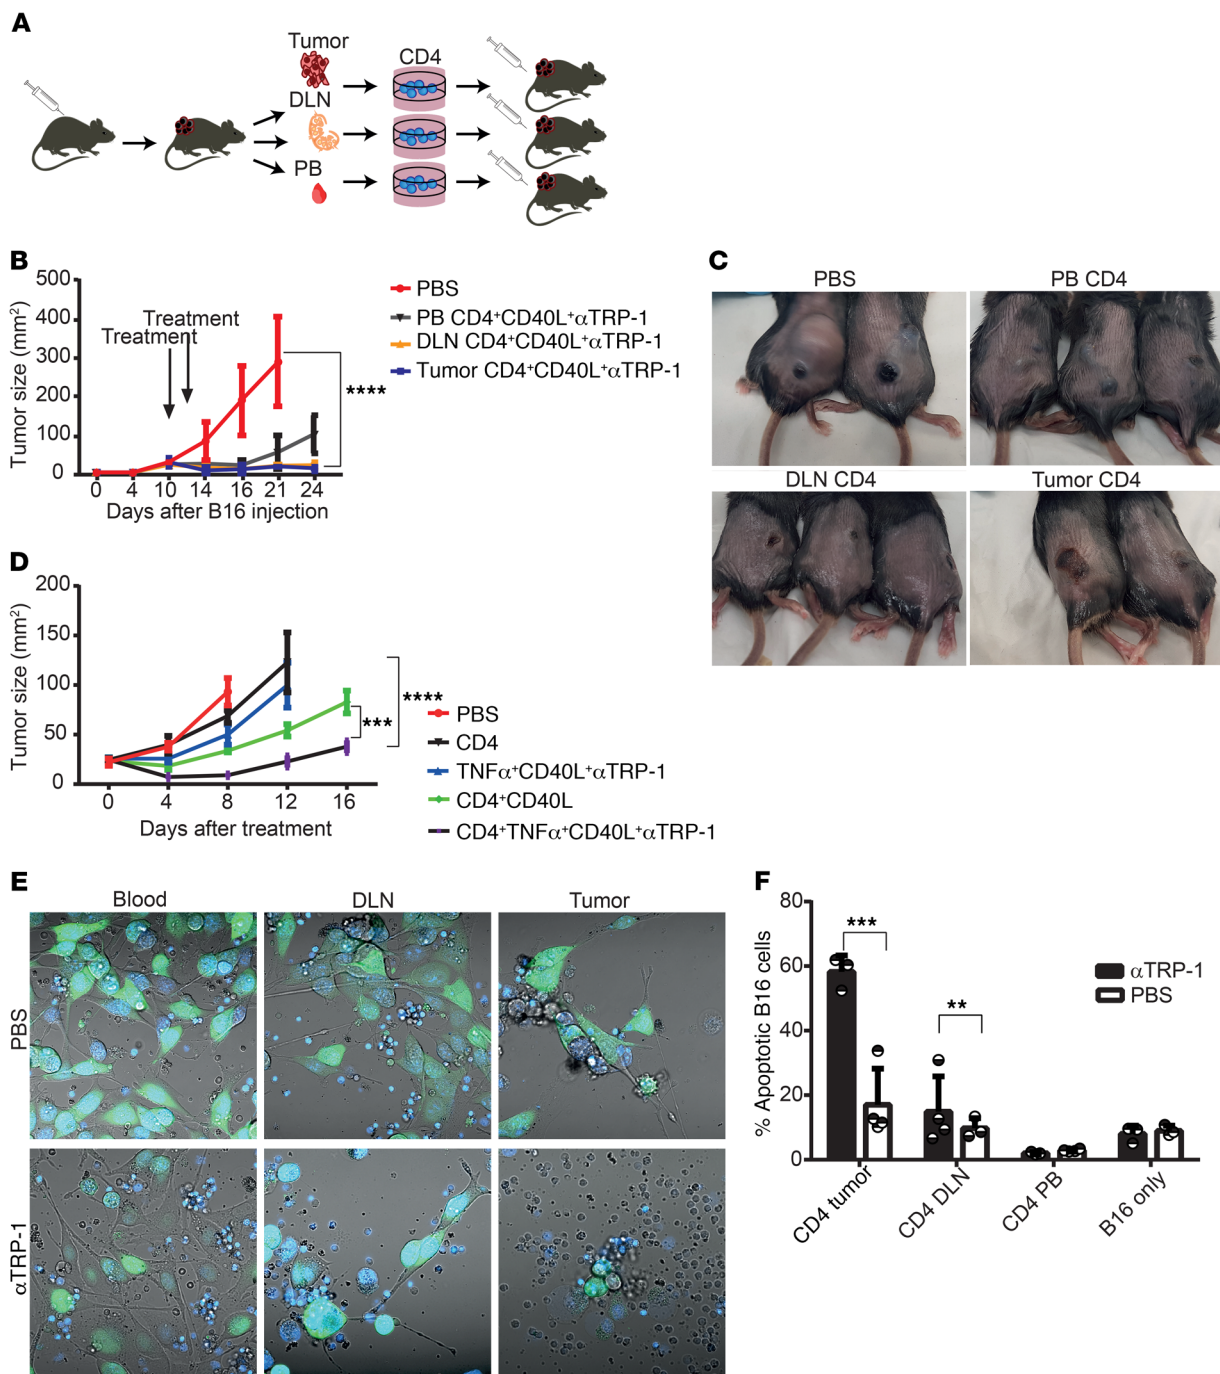 A
Tumor
CD4
DLN
PB
B
Tumor size (mm²)
500
400
300
200
100
0
Treatment
Treatment
0 4 10 14 16 21 24
Days after B16 injection
PBS
PB CD4⁺CD40L⁺αTRP-1
DLN CD4⁺CD40L⁺αTRP-1
Tumor CD4⁺CD40L⁺αTRP-1
****
C
PBS
PB CD4
DLN CD4
Tumor CD4
D
Tumor size (mm²)
200
150
100
50
0
0 4 8 12 16
Days after treatment
****
***
PBS
CD4
TNFα⁺CD40L⁺αTRP-1
CD4⁺CD40L
CD4⁺TNFα⁺CD40L⁺αTRP-1
E
Blood
DLN
Tumor
PBS
αTRP-1
F
% Apoptotic B16 cells
80
60
40
20
0
***
**
αTRP-1
PBS
CD4 tumor
CD4 DLN
CD4 PB
B16 only